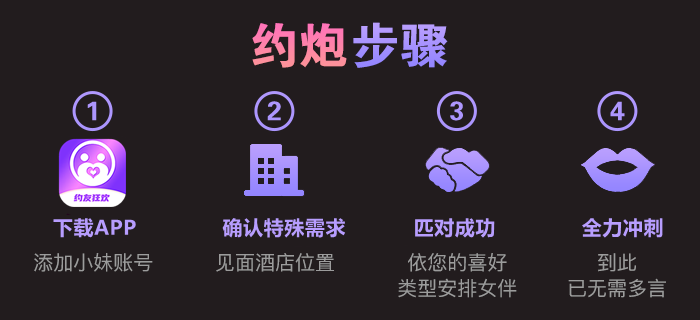 约炮步骤
1
2
3
4
约友狂欢
下载APP
确认特殊需求
匹对成功
全力冲刺
添加小妹账号
见面酒店位置
依您的喜好
类型安排女伴
到此
已无需多言